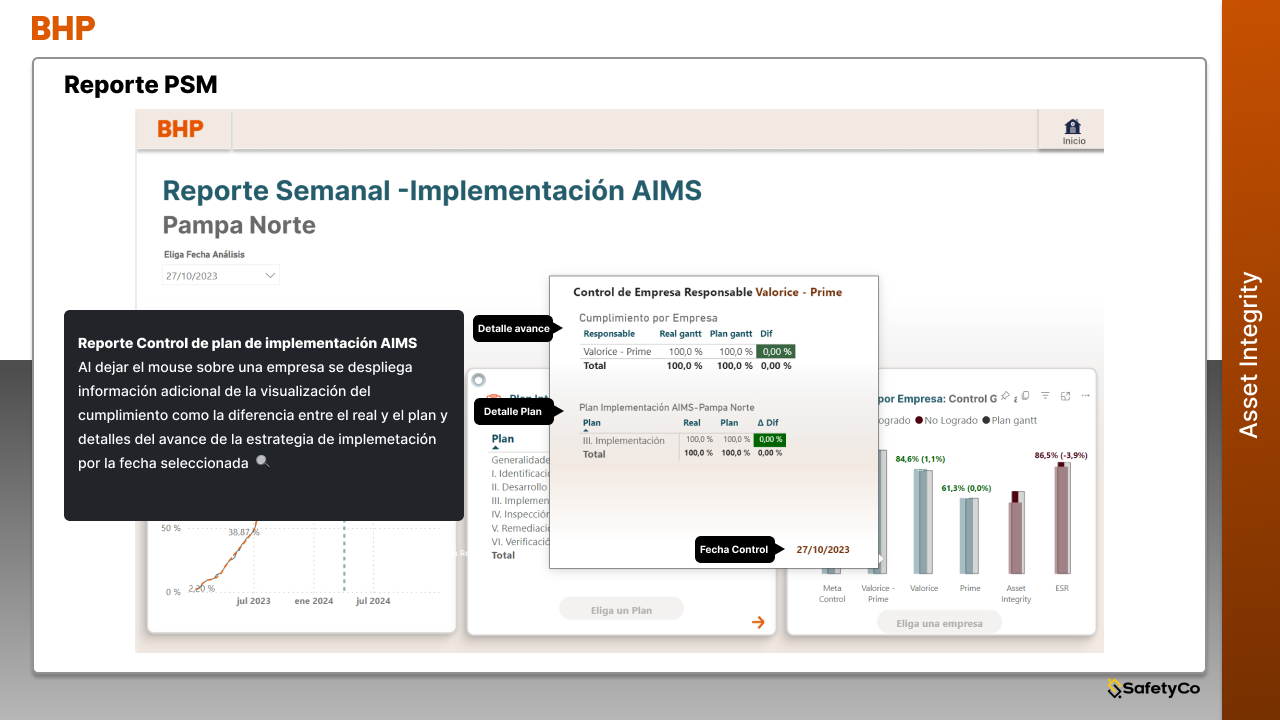 BHP
Reporte PSM
BHP
Inicio
Reporte Semanal -Implementación AIMS
Pampa Norte
Eliga Fecha Análisis
27/10/2023
Control de Empresa Responsable Valorice - Prime
Detalle avance
Cumplimiento por Empresa
Responsable Real gantt Plan gantt Dif
Valorice - Prime 100,0 % 100,0 % 0,00 %
Total 100,0 % 100,0 % 0,00 %
Detalle Plan
Plan Implementación AIMS-Pampa Norte
Plan Real Plan Δ Dif
III. Implementación 100,0 % 100,0 % 0,00 %
Total 100,0 % 100,0 % 0,00 %
Fecha Control
27/10/2023
Reporte Control de plan de implementación AIMS
Al dejar el mouse sobre una empresa se despliega
información adicional de la visualización del
cumplimiento como la diferencia entre el real y el plan y
detalles del avance de la estrategia de implemetación
por la fecha seleccionada
50 %
38,87 %
0 %
2,20 %
jul 2023 ene 2024 jul 2024
Plan
Generalidade
I. Identificaci
II. Desarrollo
III. Implemen
IV. Inspecció
V. Remediaci
VI. Verificació
Total
Eliga un Plan
por Empresa: Control G
ogrado No Logrado Plan gantt
84,6% (1,1%)
61,3% (0,0%)
86,5% (-3,9%)
Meta Control
Valorice - Prime
Valorice
Prime
Asset Integrity
ESR
Eliga una empresa
Asset Integrity
SafetyCo